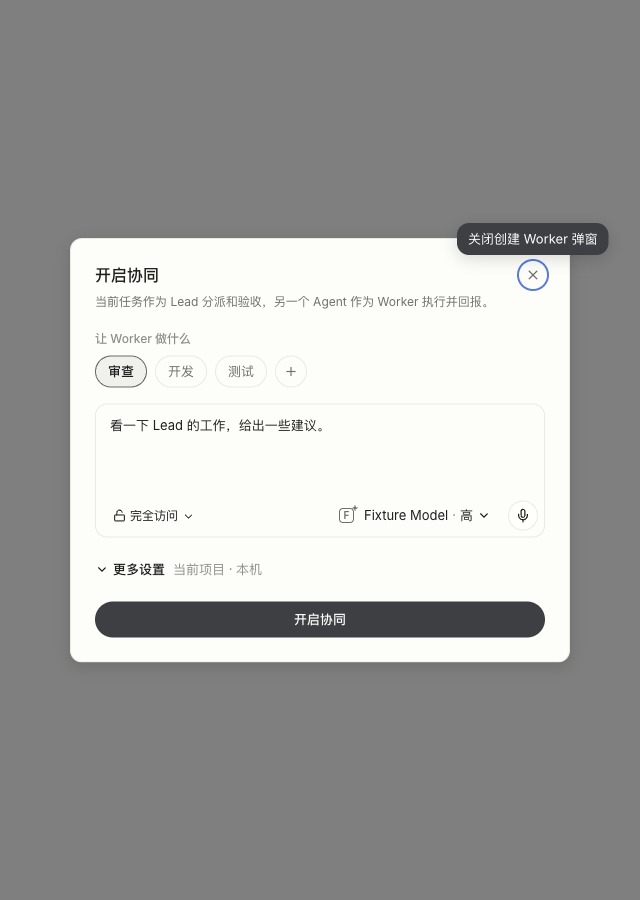 关闭创建 Worker 弹窗
开启协同
当前任务作为 Lead 分派和验收，另一个 Agent 作为 Worker 执行并回报。
让 Worker 做什么
审查 开发 测试 +
看一下 Lead 的工作，给出一些建议。
完全访问 F Fixture Model · 高
更多设置 当前项目 · 本机
开启协同